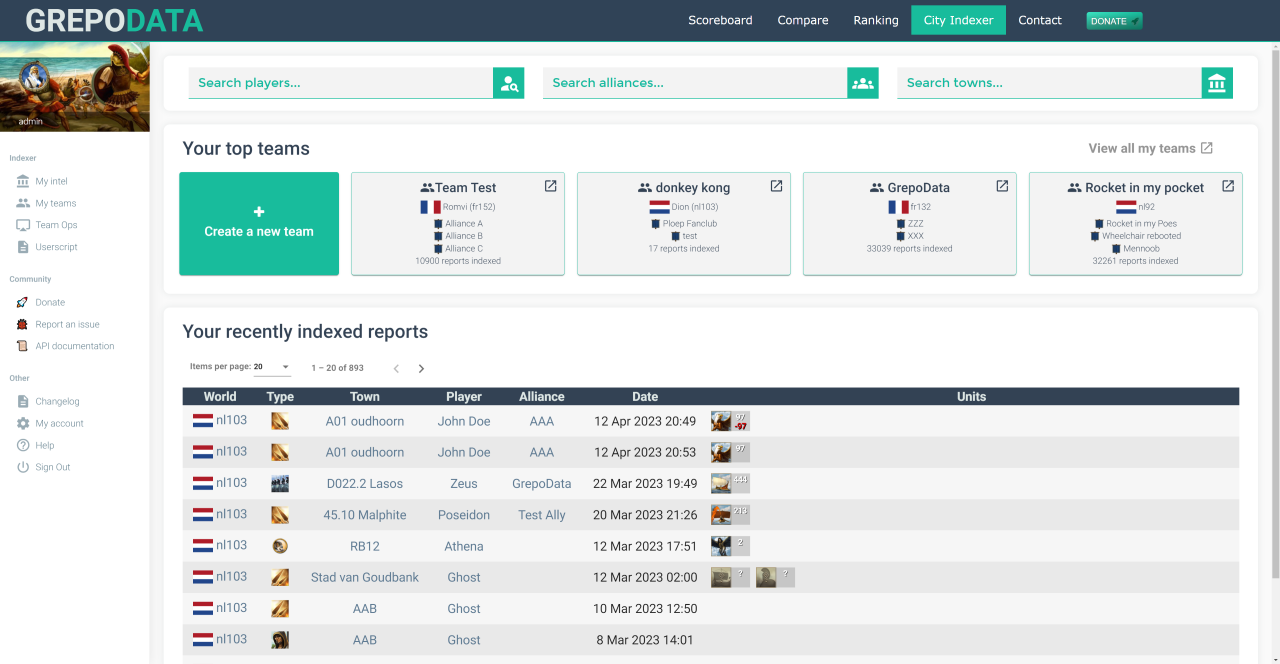 GREPODATA
Scoreboard Compare Ranking City Indexer Contact DONATE
admin
Indexer
My intel
My teams
Team Ops
Userscript
Community
Donate
Report an issue
API documentation
Other
Changelog
My account
Help
Sign Out
Search players... Search alliances... Search towns...
Your top teams
View all my teams
+
Create a new team
Team Test
Romvi (fr152)
Alliance A
Alliance B
Alliance C
10900 reports indexed
donkey kong
Dion (nl103)
Ploep Fanclub
test
17 reports indexed
GrepoData
fr132
ZZZ
XXX
33039 reports indexed
Rocket in my pocket
nl92
Rocket in my Poes
Wheelchair rebooted
Mennoob
32261 reports indexed
Your recently indexed reports
Items per page: 20 1 – 20 of 893
World Type Town Player Alliance Date Units
nl103 A01 oudhoorn John Doe AAA 12 Apr 2023 20:49 97
-97
nl103 A01 oudhoorn John Doe AAA 12 Apr 2023 20:53 97
nl103 D022.2 Lasos Zeus GrepoData 22 Mar 2023 19:49 444
nl103 45.10 Malphite Poseidon Test Ally 20 Mar 2023 21:26 213
nl103 RB12 Athena 12 Mar 2023 17:51 2
nl103 Stad van Goudbank Ghost 12 Mar 2023 02:00 ? ?
nl103 AAB Ghost 10 Mar 2023 12:50
nl103 AAB Ghost 8 Mar 2023 14:01